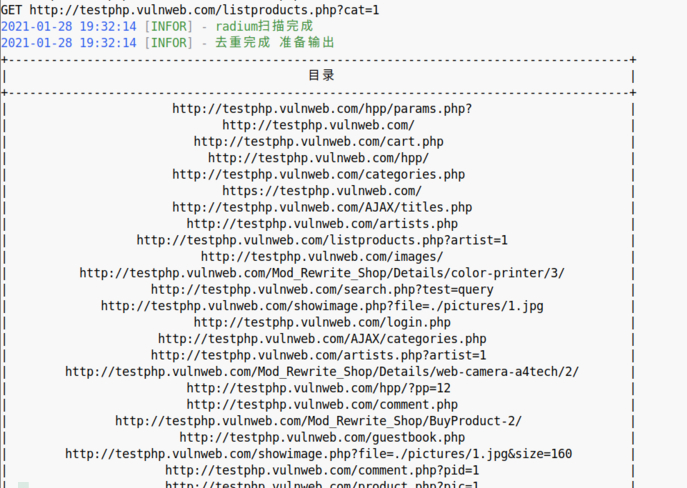 GET http://testphp.vulnweb.com/listproducts.php?cat=1
2021-01-28 19:32:14 [INFOR] - radium扫描完成
2021-01-28 19:32:14 [INFOR] - 去重完成 准备输出
目录
http://testphp.vulnweb.com/hpp/params.php?
http://testphp.vulnweb.com/
http://testphp.vulnweb.com/cart.php
http://testphp.vulnweb.com/hpp/
http://testphp.vulnweb.com/categories.php
https://testphp.vulnweb.com/
http://testphp.vulnweb.com/AJAX/titles.php
http://testphp.vulnweb.com/artists.php
http://testphp.vulnweb.com/listproducts.php?artist=1
http://testphp.vulnweb.com/images/
http://testphp.vulnweb.com/Mod_Rewrite_Shop/Details/color-printer/3/
http://testphp.vulnweb.com/search.php?test=query
http://testphp.vulnweb.com/showimage.php?file=./pictures/1.jpg
http://testphp.vulnweb.com/login.php
http://testphp.vulnweb.com/AJAX/categories.php
http://testphp.vulnweb.com/artists.php?artist=1
http://testphp.vulnweb.com/Mod_Rewrite_Shop/Details/web-camera-a4tech/2/
http://testphp.vulnweb.com/hpp/?pp=12
http://testphp.vulnweb.com/comment.php
http://testphp.vulnweb.com/Mod_Rewrite_Shop/BuyProduct-2/
http://testphp.vulnweb.com/guestbook.php
http://testphp.vulnweb.com/showimage.php?file=./pictures/1.jpg&size=160
http://testphp.vulnweb.com/comment.php?pid=1
http://testphp.vulnweb.com/product.php?pic=1